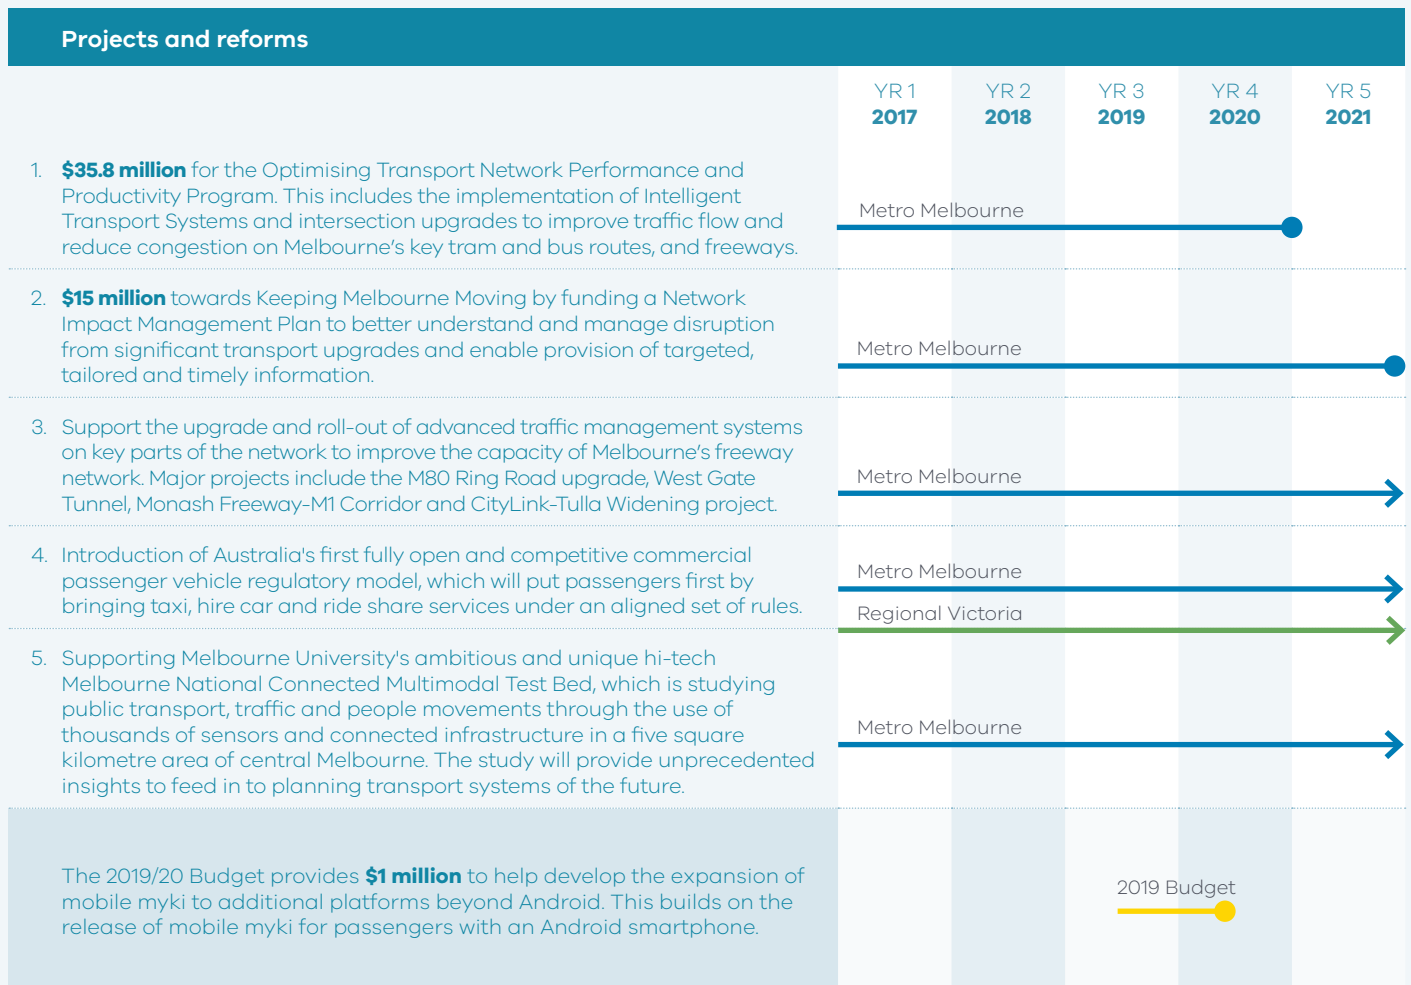 Projects and reforms
YR 1 YR 2 YR 3 YR 4 YR 5
2017 2018 2019 2020 2021
1. $35.8 million for the Optimising Transport Network Performance and
Productivity Program. This includes the implementation of Intelligent
Transport Systems and intersection upgrades to improve traffic flow and
reduce congestion on Melbourne's key tram and bus routes, and freeways.
Metro Melbourne
2. $15 million towards Keeping Melbourne Moving by funding a Network
Impact Management Plan to better understand and manage disruption
from significant transport upgrades and enable provision of targeted,
tailored and timely information.
Metro Melbourne
3. Support the upgrade and roll-out of advanced traffic management systems
on key parts of the network to improve the capacity of Melbourne's freeway
network. Major projects include the M80 Ring Road upgrade, West Gate
Tunnel, Monash Freeway-M1 Corridor and CityLink-Tulla Widening project.
Metro Melbourne
4. Introduction of Australia's first fully open and competitive commercial
passenger vehicle regulatory model, which will put passengers first by
bringing taxi, hire car and ride share services under an aligned set of rules.
Metro Melbourne
Regional Victoria
5. Supporting Melbourne University's ambitious and unique hi-tech
Melbourne National Connected Multimodal Test Bed, which is studying
public transport, traffic and people movements through the use of
thousands of sensors and connected infrastructure in a five square
kilometre area of central Melbourne. The study will provide unprecedented
insights to feed in to planning transport systems of the future.
Metro Melbourne
The 2019/20 Budget provides $1 million to help develop the expansion of
mobile myki to additional platforms beyond Android. This builds on the
release of mobile myki for passengers with an Android smartphone.
2019 Budget